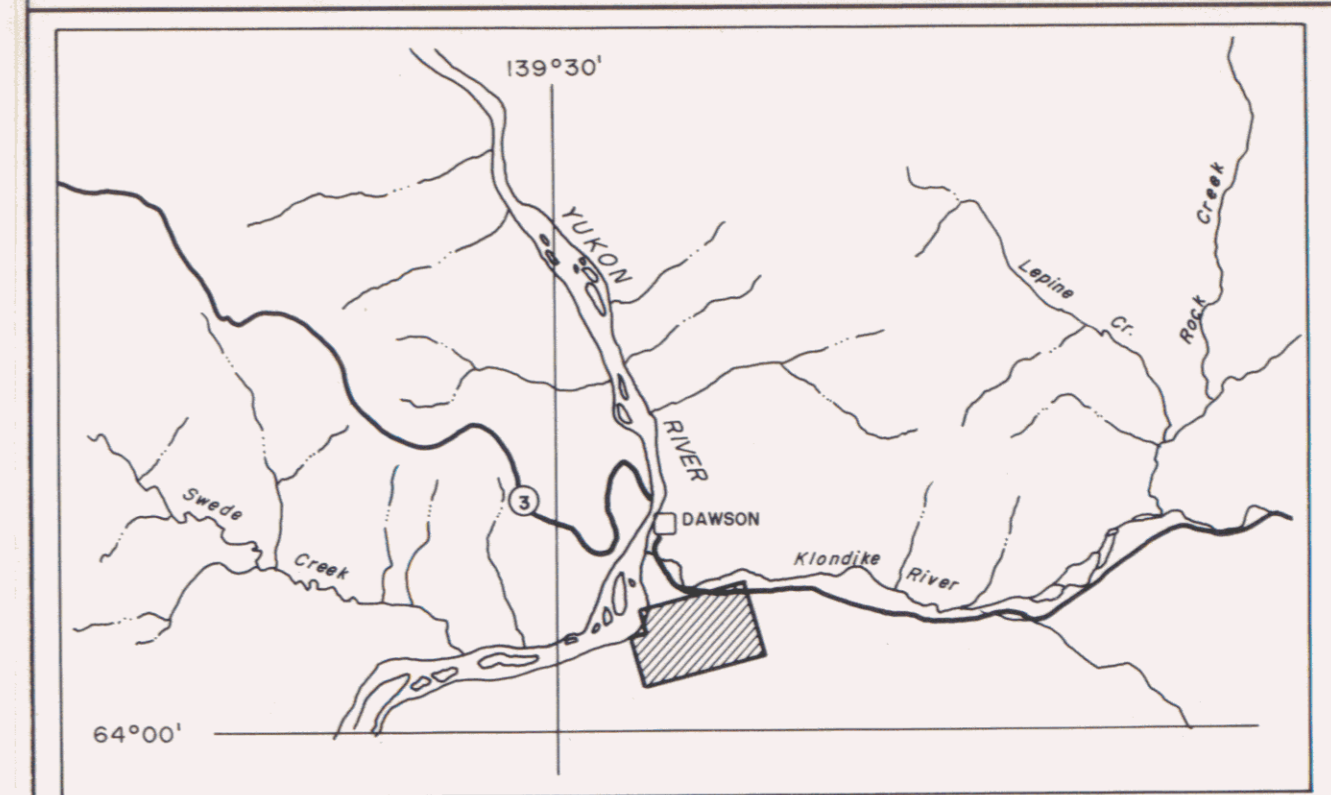 139°30'
YUKON
RIVER
Lepine Cr.
Rock Creek
Swede Creek
3
DAWSON
Klondike River
64°00'